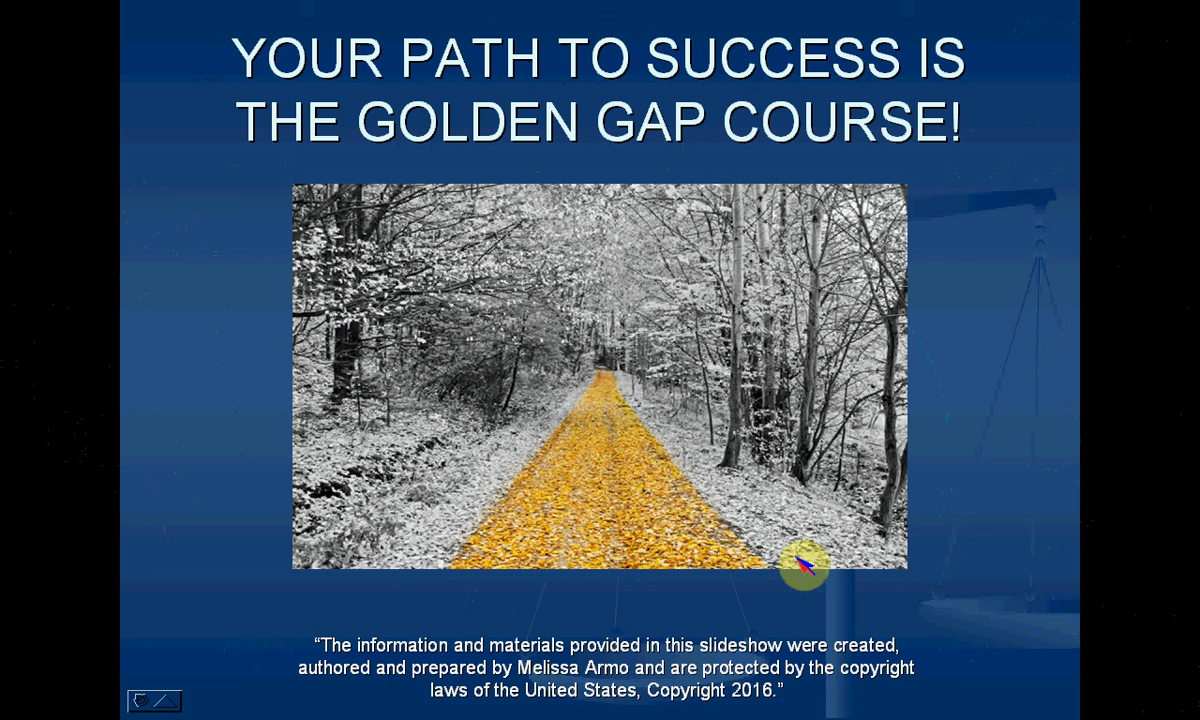 YOUR PATH TO SUCCESS IS
THE GOLDEN GAP COURSE!
“The information and materials provided in this slideshow were created,
authored and prepared by Melissa Armo and are protected by the copyright
laws of the United States, Copyright 2016.”